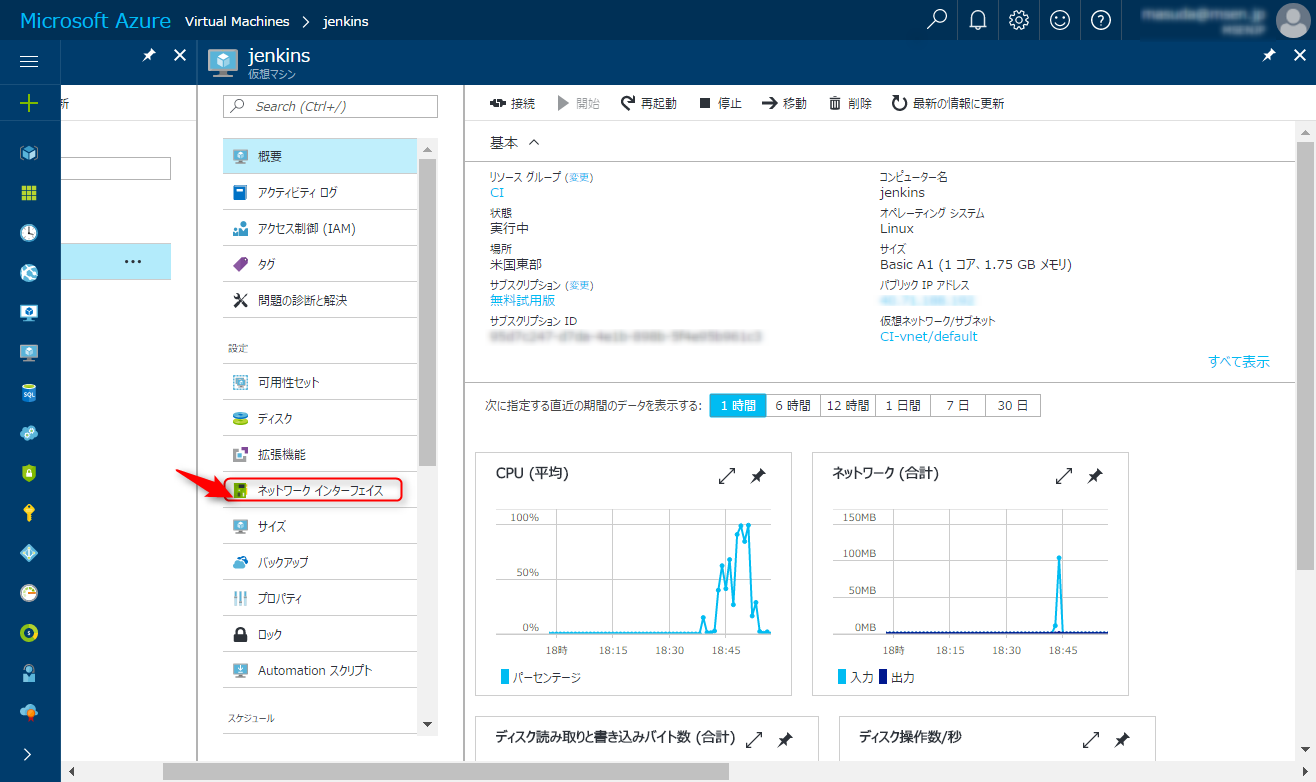 Microsoft Azure Virtual Machines > jenkins
jenkins
仮想マシン
新
Search (Ctrl+/)
概要
アクティビティ ログ
アクセス制御 (IAM)
タグ
問題の診断と解決
設定
可用性セット
ディスク
拡張機能
ネットワーク インターフェイス
サイズ
バックアップ
プロパティ
ロック
Automation スクリプト
スケジュール
接続 開始 再起動 停止 移動 削除 最新の情報に更新
基本
リソース グループ (変更)
CI
状態
実行中
場所
米国東部
サブスクリプション (変更)
無料試用版
サブスクリプション ID
コンピューター名
jenkins
オペレーティング システム
Linux
サイズ
Basic A1 (1 コア、1.75 GB メモリ)
パブリック IP アドレス
仮想ネットワーク/サブネット
CI-vnet/default
すべて表示
次に指定する直近の期間のデータを表示する: 1 時間 6 時間 12 時間 1 日間 7 日 30 日
CPU (平均)
100%
50%
0%
18時 18:15 18:30 18:45
パーセンテージ
ネットワーク (合計)
150MB
100MB
50MB
0MB
18時 18:15 18:30 18:45
入力 出力
ディスク読み取りと書き込みバイト数 (合計)
ディスク操作数/秒
SQL